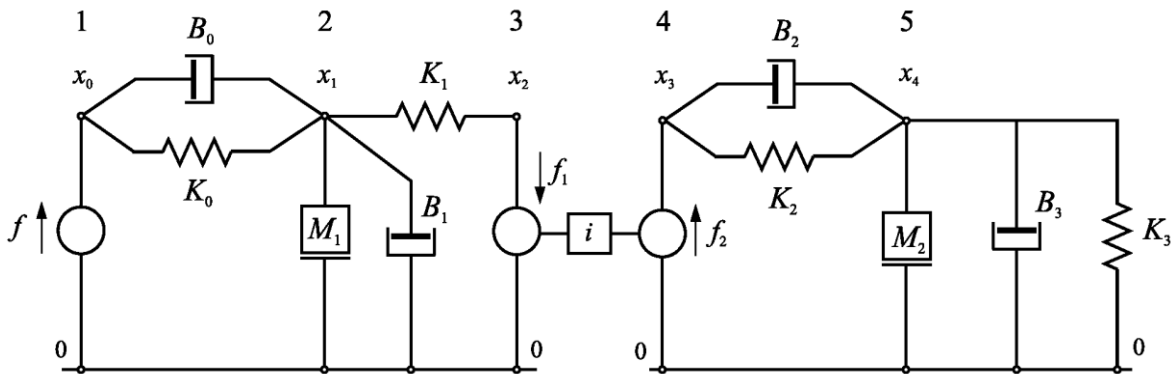 1 2 3 4 5
B₀ B₂
x₀ x₁ K₁ x₂ x₃ x₄
f₁
K₀ K₂
f M₁ B₁ i f₂ M₂ B₃ K₃
0 0 0 0